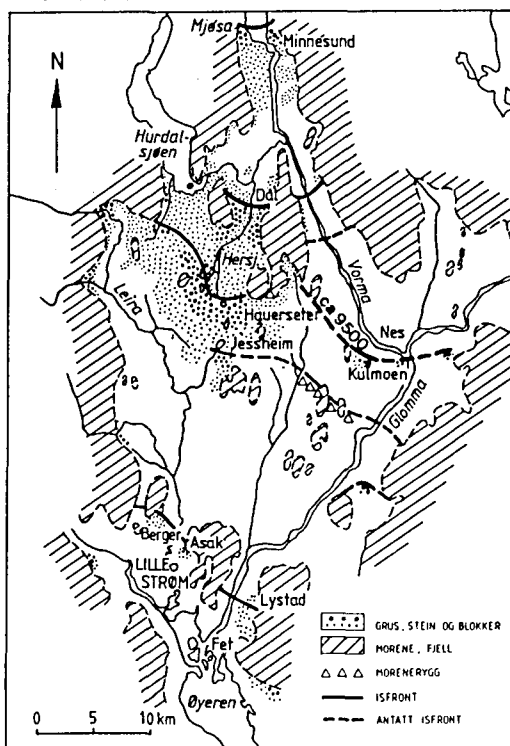 Mjøsa
Minnesund
N
Hurdal-
sjøen
Dal
Hersj.
Leira
Vorma
Hauerseter
ca 9500
Jessheim
Nes
Kulmoen
Glomma
Berger
Asak
LILLE
STRØM
Lystad
Fet
Øyeren
GRUS, STEIN OG BLOKKER
MORENE, FJELL
MORENERYGG
ISFRONT
ANTATT ISFRONT
0 5 10 km